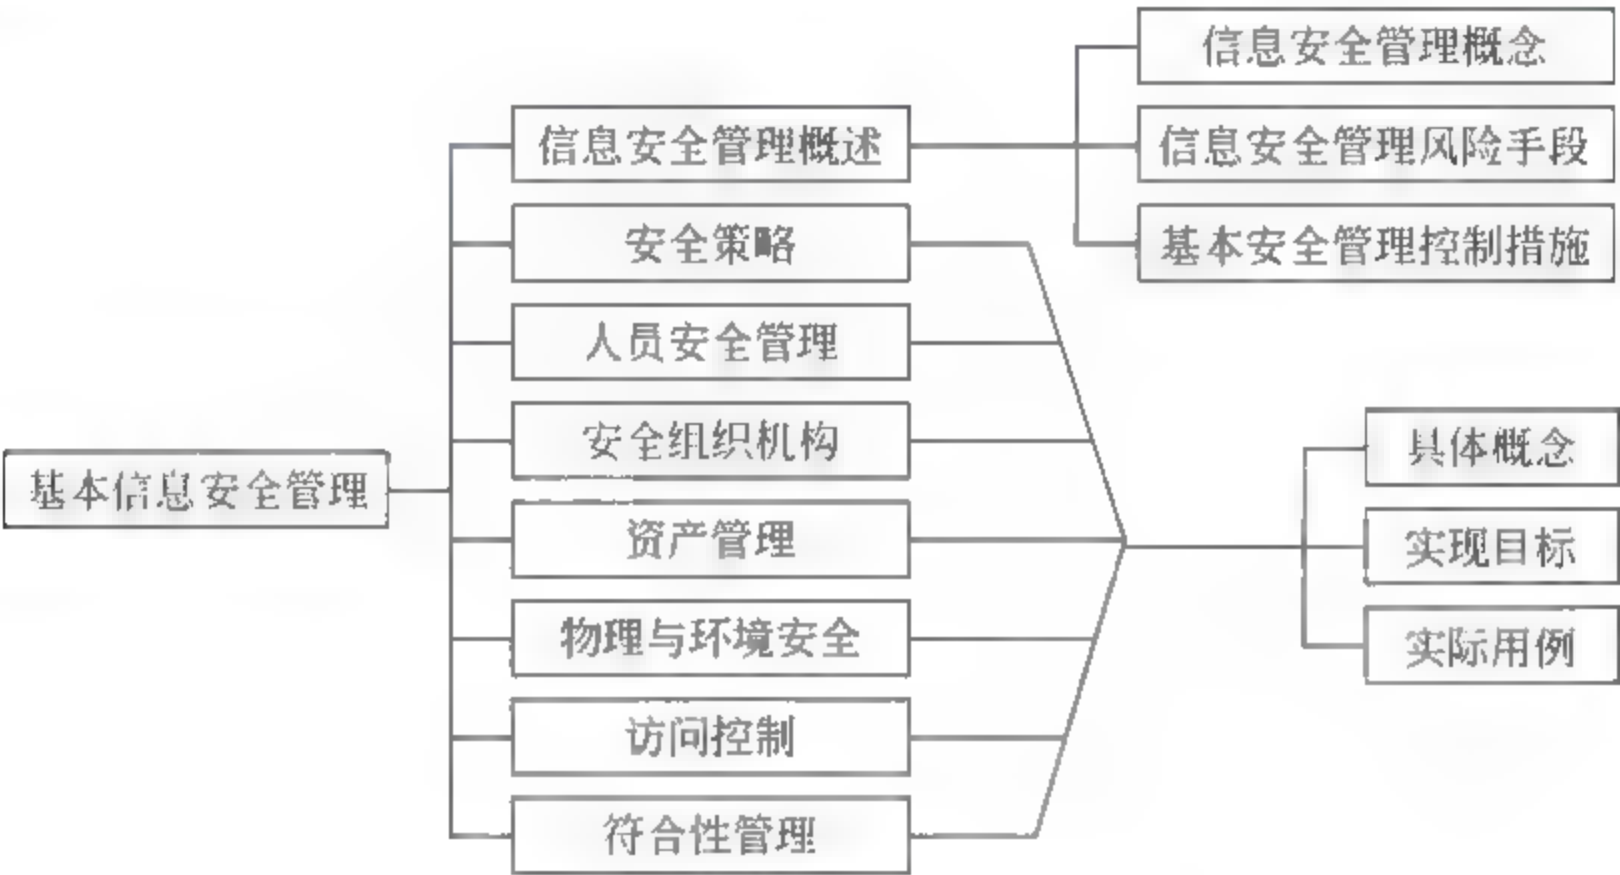 基本信息安全管理
信息安全管理概述
安全策略
人员安全管理
安全组织机构
资产管理
物理与环境安全
访问控制
符合性管理
信息安全管理概念
信息安全管理风险手段
基本安全管理控制措施
具体概念
实现目标
实际用例